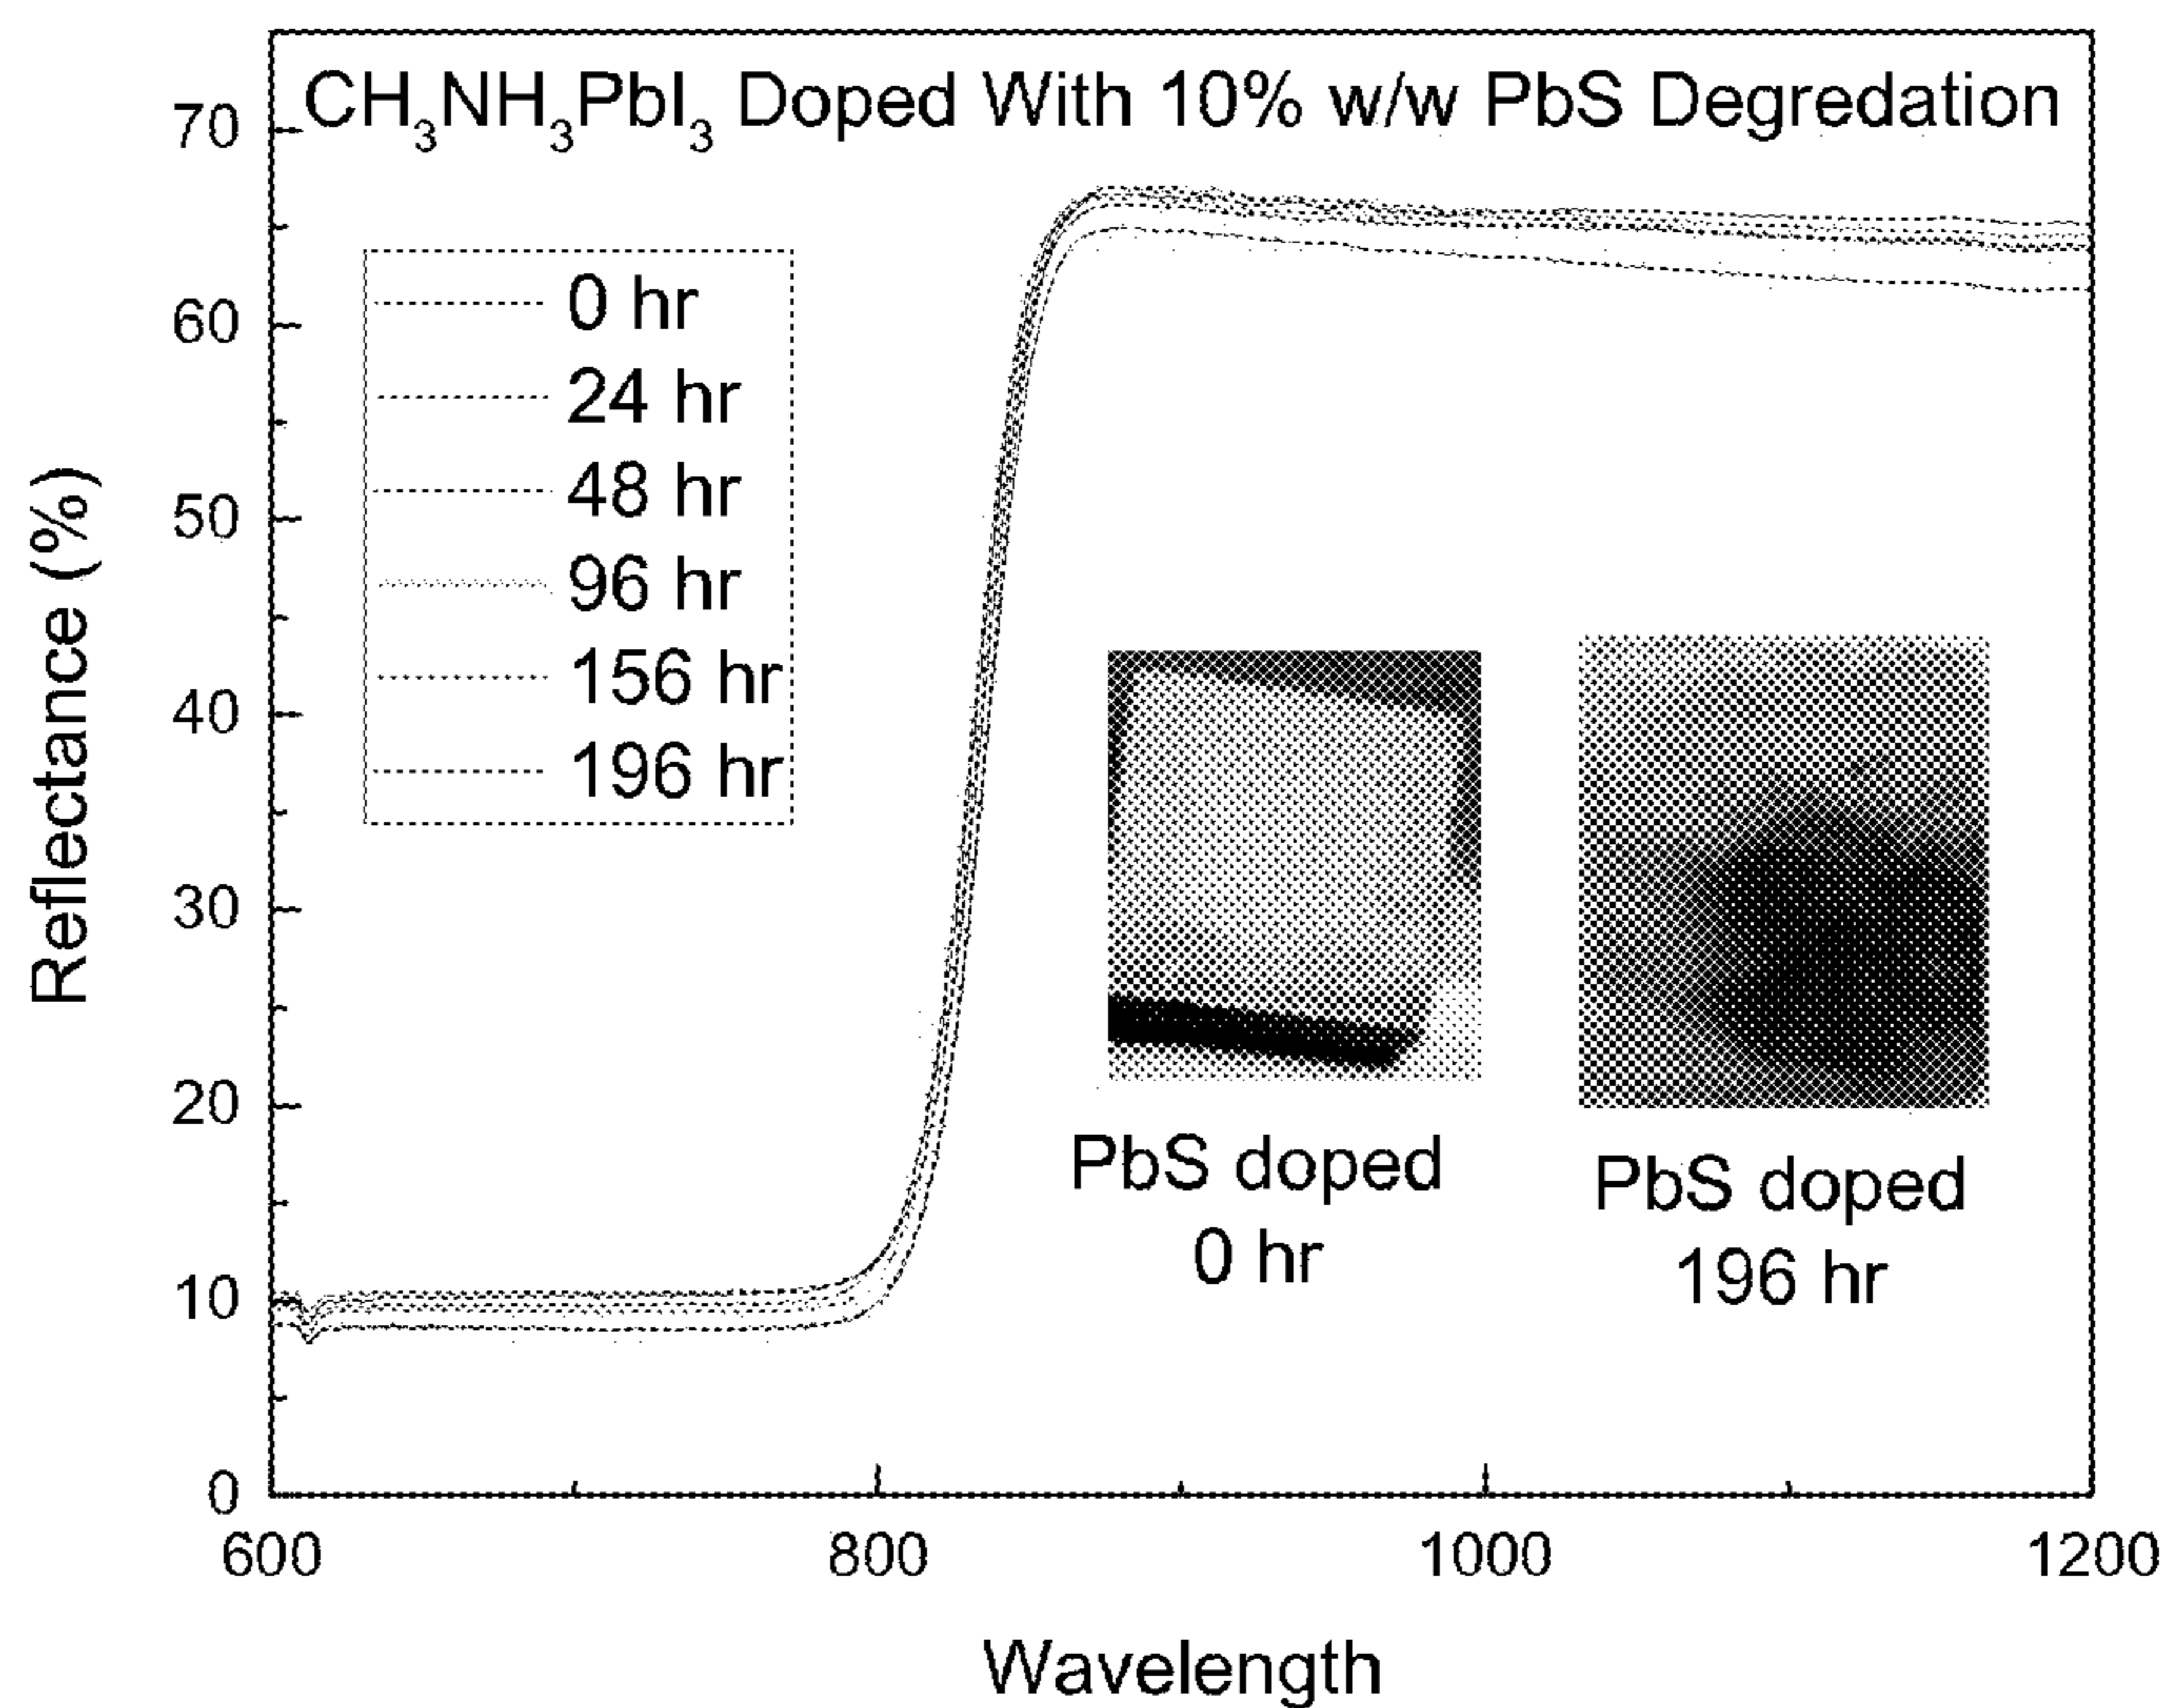 CH₃NH₃PbI₃ Doped With 10% w/w PbS Degredation
70
60
50
40
30
20
10
0
Reflectance (%)
0 hr
24 hr
48 hr
96 hr
156 hr
196 hr
PbS doped
0 hr
PbS doped
196 hr
600
800
1000
1200
Wavelength